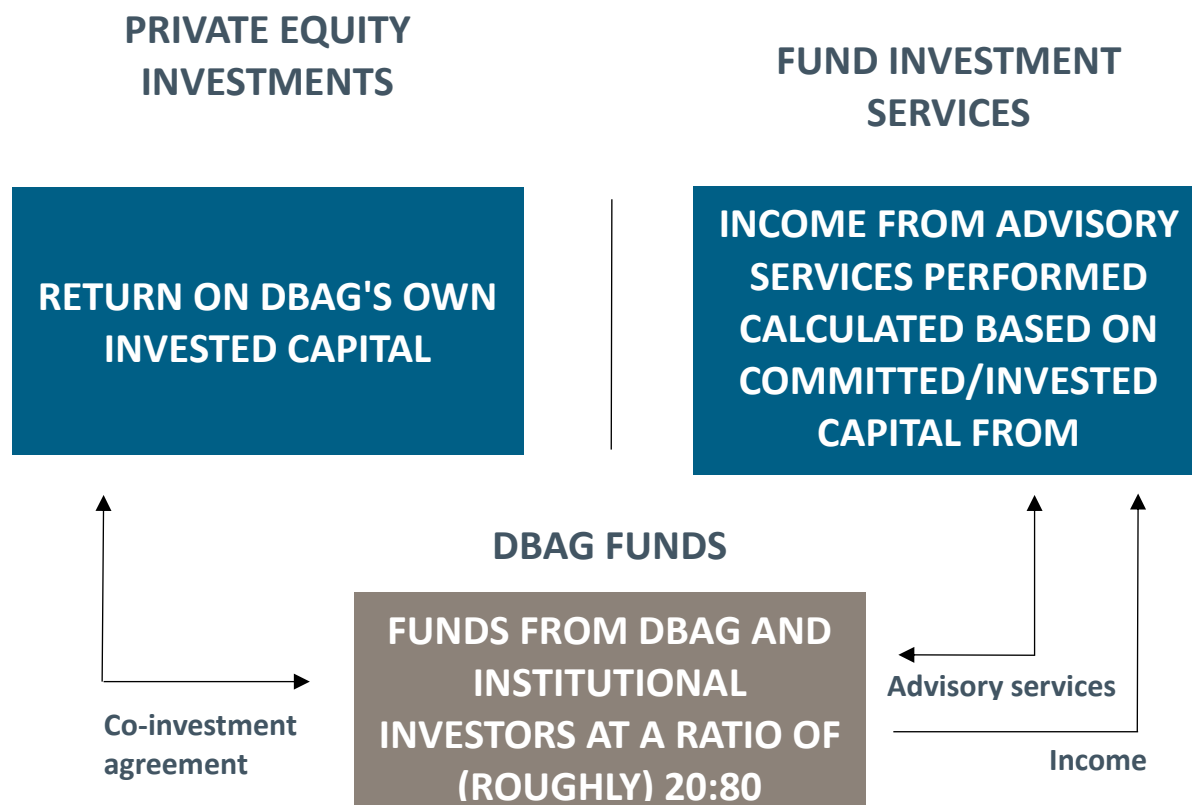 PRIVATE EQUITY
INVESTMENTS
FUND INVESTMENT
SERVICES
RETURN ON DBAG'S OWN
INVESTED CAPITAL
INCOME FROM ADVISORY
SERVICES PERFORMED
CALCULATED BASED ON
COMMITTED/INVESTED
CAPITAL FROM
DBAG FUNDS
FUNDS FROM DBAG AND
INSTITUTIONAL
INVESTORS AT A RATIO OF
(ROUGHLY) 20:80
Co-investment
agreement
Advisory services
Income